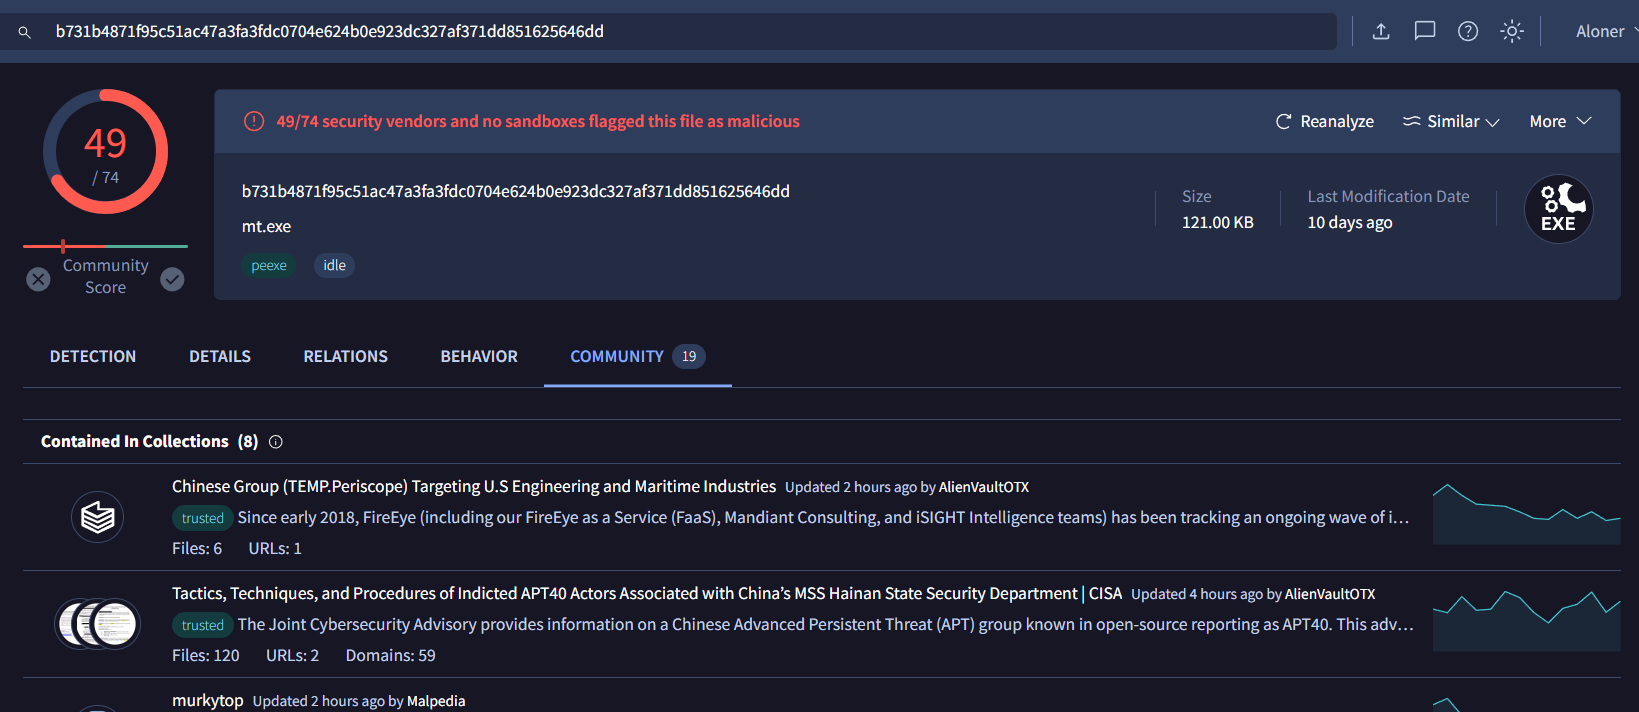 b731b4871f95c51ac47a3fa3fdc0704e624b0e923dc327af371dd851625646dd
Aloner
49
/ 74
Community
Score
49/74 security vendors and no sandboxes flagged this file as malicious
Reanalyze
Similar
More
b731b4871f95c51ac47a3fa3fdc0704e624b0e923dc327af371dd851625646dd
mt.exe
peexe
idle
Size
121.00 KB
Last Modification Date
10 days ago
EXE
DETECTION
DETAILS
RELATIONS
BEHAVIOR
COMMUNITY 19
Contained In Collections (8)
Chinese Group (TEMP.Periscope) Targeting U.S Engineering and Maritime Industries Updated 2 hours ago by AlienVaultOTX
trusted Since early 2018, FireEye (including our FireEye as a Service (FaaS), Mandiant Consulting, and iSIGHT Intelligence teams) has been tracking an ongoing wave of i...
Files: 6 URLs: 1
Tactics, Techniques, and Procedures of Indicted APT40 Actors Associated with China’s MSS Hainan State Security Department | CISA Updated 4 hours ago by AlienVaultOTX
trusted The Joint Cybersecurity Advisory provides information on a Chinese Advanced Persistent Threat (APT) group known in open-source reporting as APT40. This adv...
Files: 120 URLs: 2 Domains: 59
murkytop Updated 2 hours ago by Malpedia